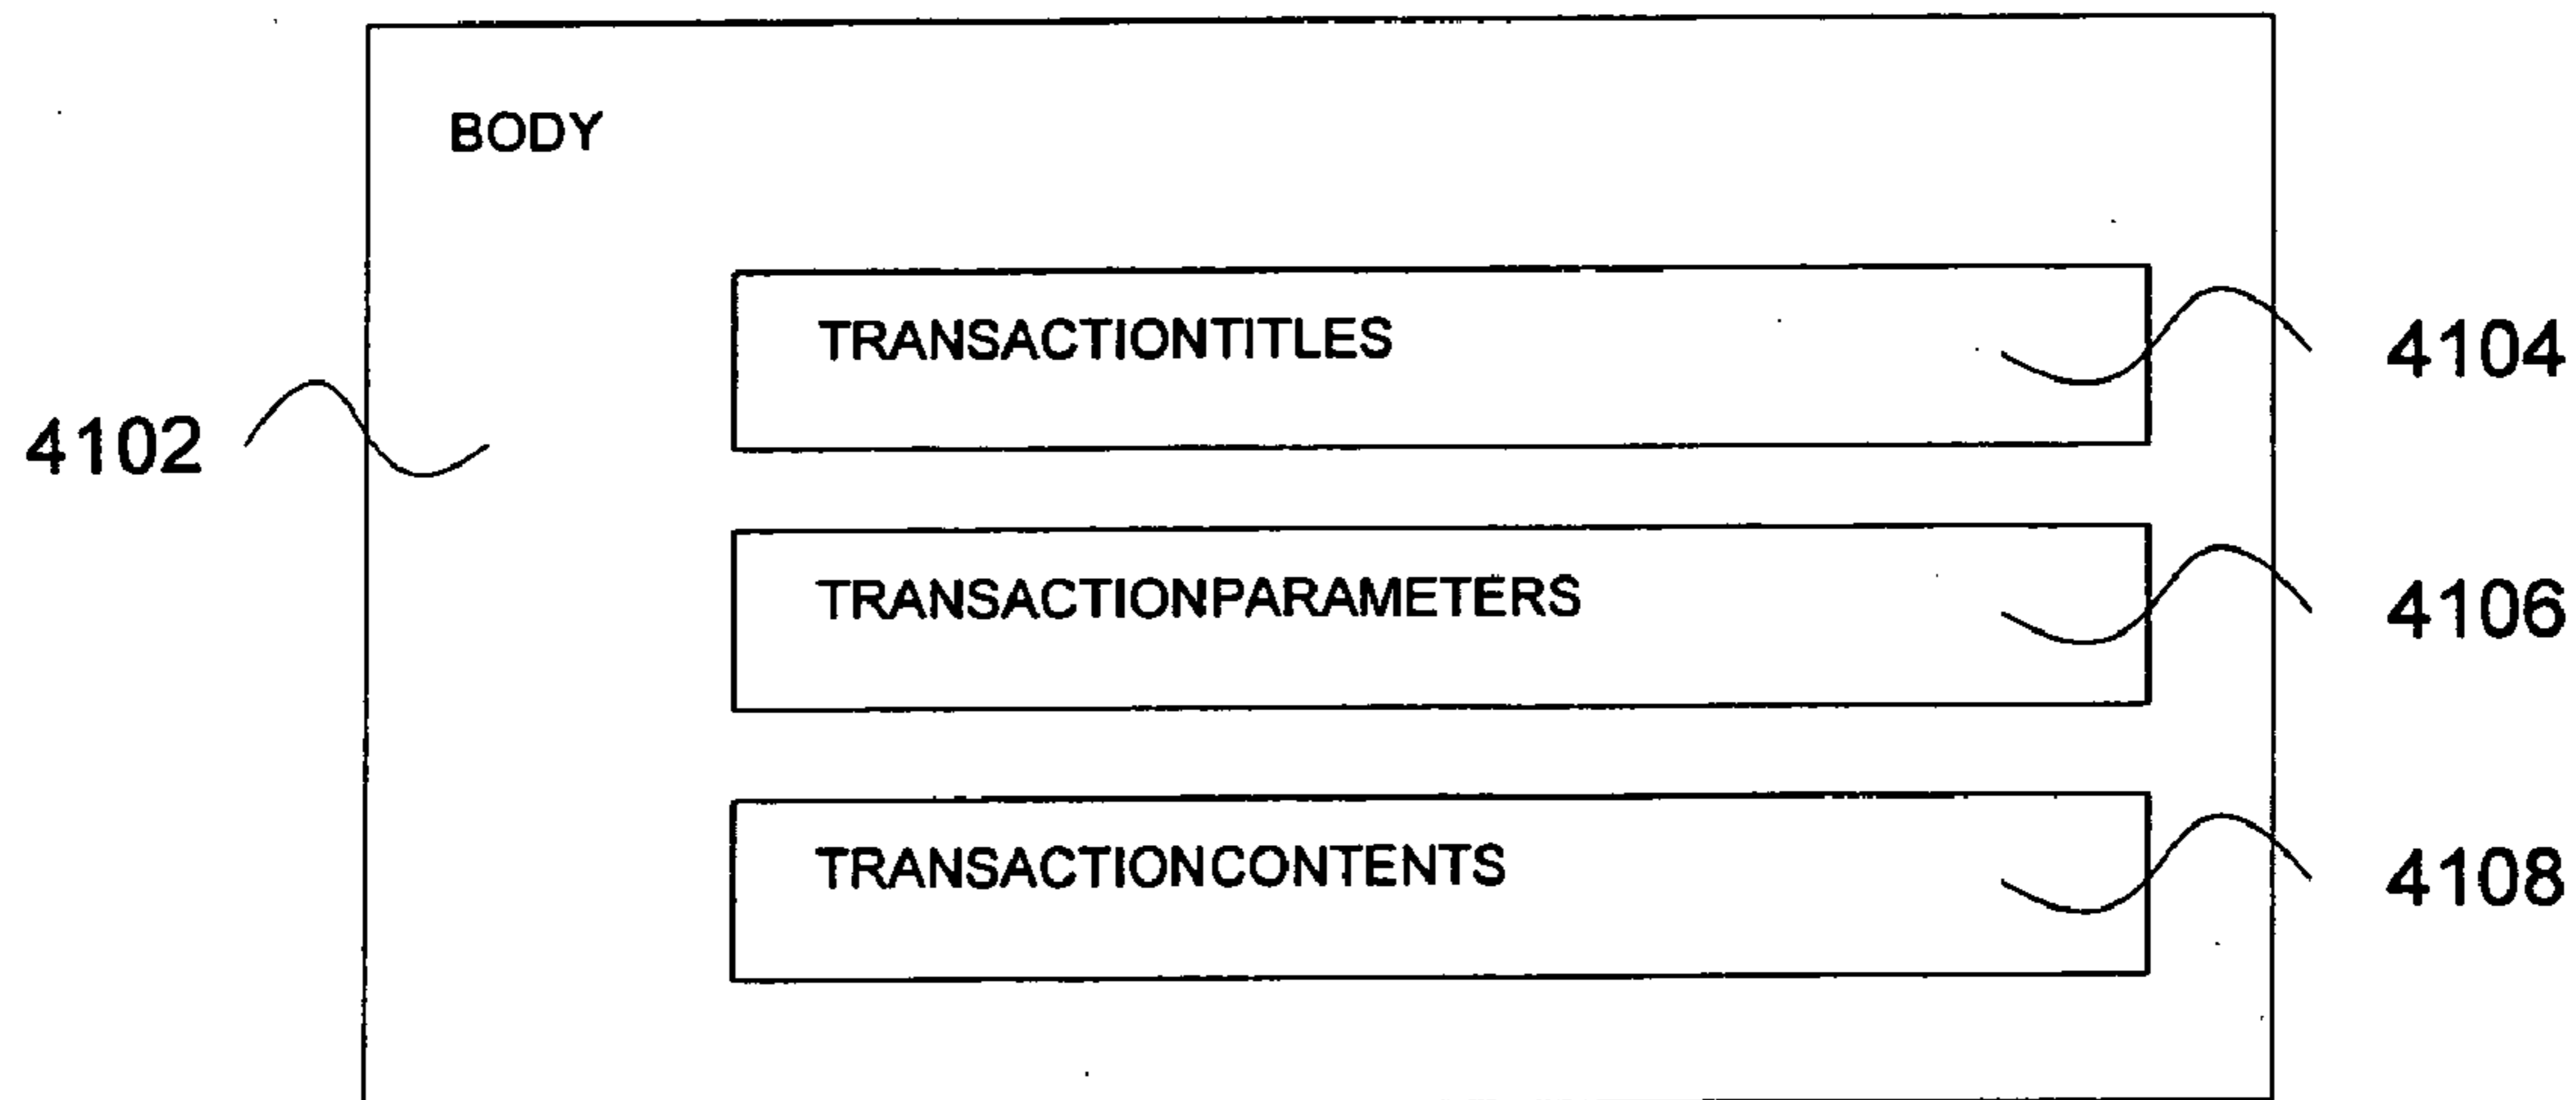 BODY
TRANSACTIONTITLES
4104
4102
TRANSACTIONPARAMETERS
4106
TRANSACTIONCONTENTS
4108